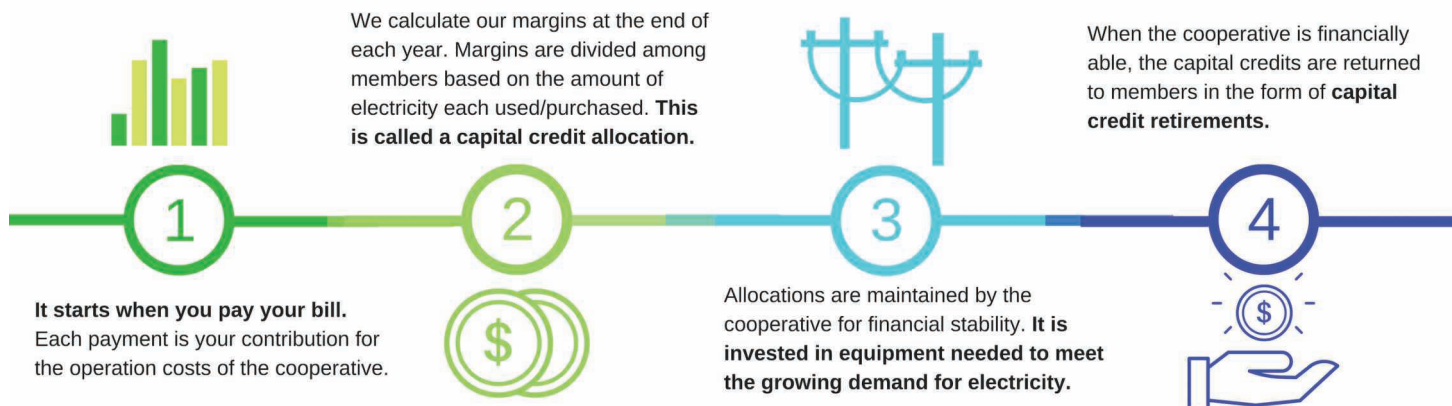 1
It starts when you pay your bill.
Each payment is your contribution for
the operation costs of the cooperative.
We calculate our margins at the end of
each year. Margins are divided among
members based on the amount of
electricity each used/purchased. This
is called a capital credit allocation.
2
$
3
Allocations are maintained by the
cooperative for financial stability. It is
invested in equipment needed to meet
the growing demand for electricity.
When the cooperative is financially
able, the capital credits are returned
to members in the form of capital
credit retirements.
4
$